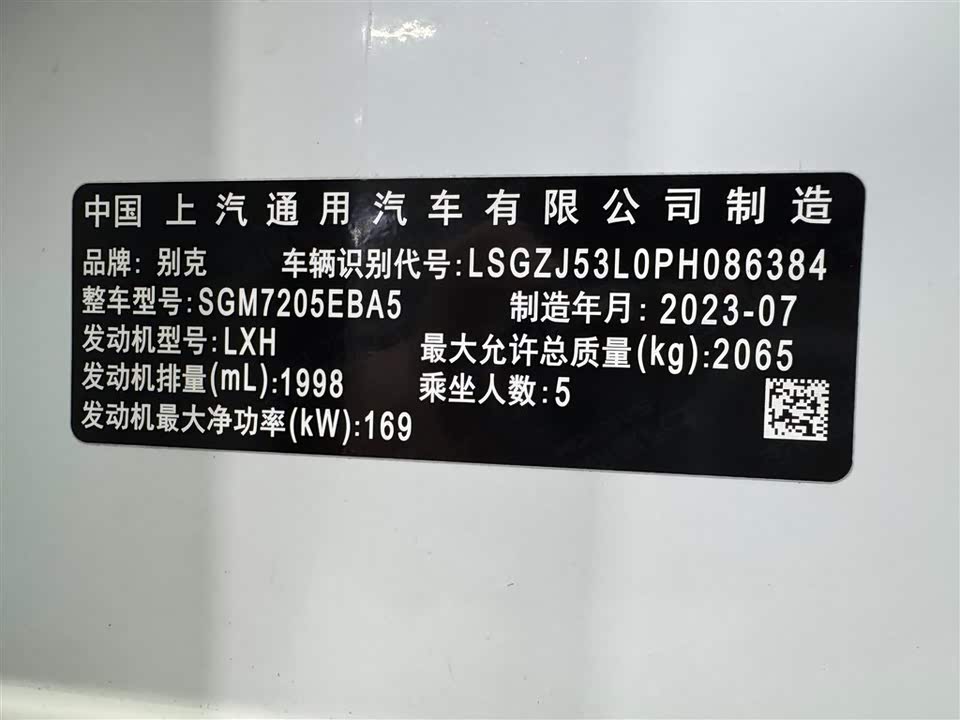 中国 上汽通用汽车有限公司制造
品牌: 别克 车辆识别代号:LSGZJ53L0PH086384
整车型号:SGM7205EBA5 制造年月: 2023-07
发动机型号:LXH 最大允许总质量(kg):2065
发动机排量(mL):1998 乘坐人数:5
发动机最大净功率(kW):169